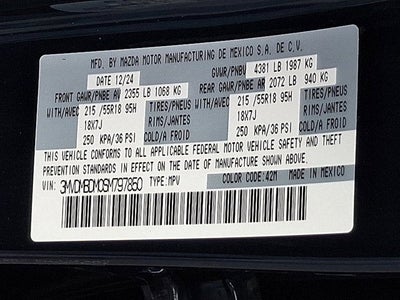 MFD. BY MAZDA MOTOR MANUFACTURING DE MEXICO S.A. DE C.V.
DATE 12/24 GVWR/PNBV 4381 LB 1987 KG
FRONT GAWR/PNBE AV 2355 LB 1068 KG REAR GAWR/PNBE AR 2072 LB 940 KG
WITH/AVEC 215 /55R18 95H TIRES/PNEUS WITH/AVEC 215 /55R18 95H TIRES/PNEUS
18X7J RIMS/JANTES 18X7J RIMS/JANTES
250 KPA/36 PSI COLD/A FROID 250 KPA/36 PSI COLD/A FROID
THIS VEHICLE CONFORMS TO ALL APPLICABLE FEDERAL MOTOR VEHICLE SAFETY AND THEFT
PREVENTION STANDARDS IN EFFECT ON THE DATE OF MANUFACTURE SHOWN ABOVE.
VIN: 3MVDMBDM0SM797850 TYPE:MPV COLOR CODE:42M